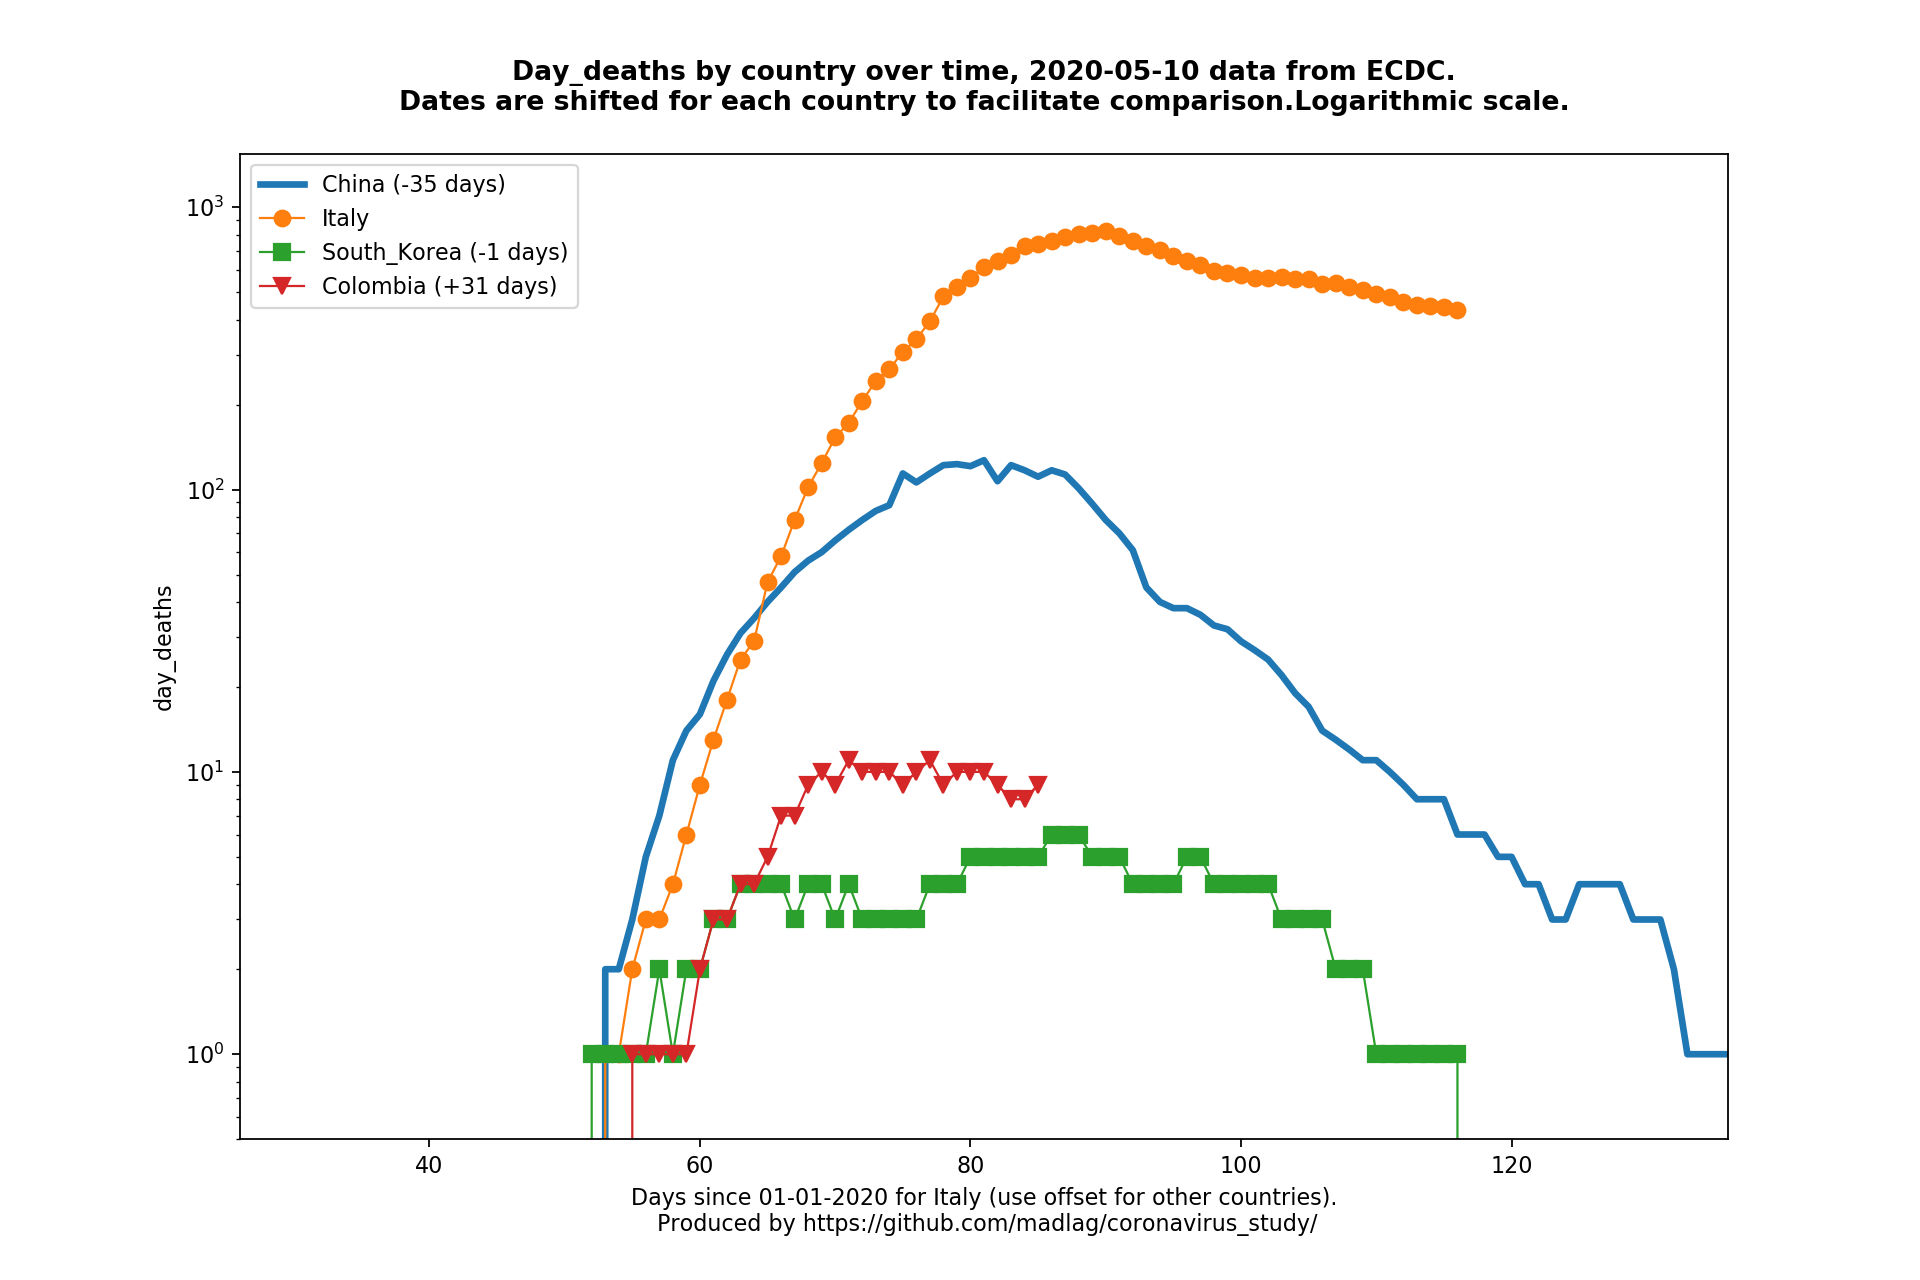 Day_deaths by country over time, 2020-05-10 data from ECDC.
Dates are shifted for each country to facilitate comparison.Logarithmic scale.
China (-35 days)
Italy
South_Korea (-1 days)
Colombia (+31 days)
10³
10²
10¹
10⁰
day_deaths
40 60 80 100 120
Days since 01-01-2020 for Italy (use offset for other countries).
Produced by https://github.com/madlag/coronavirus_study/